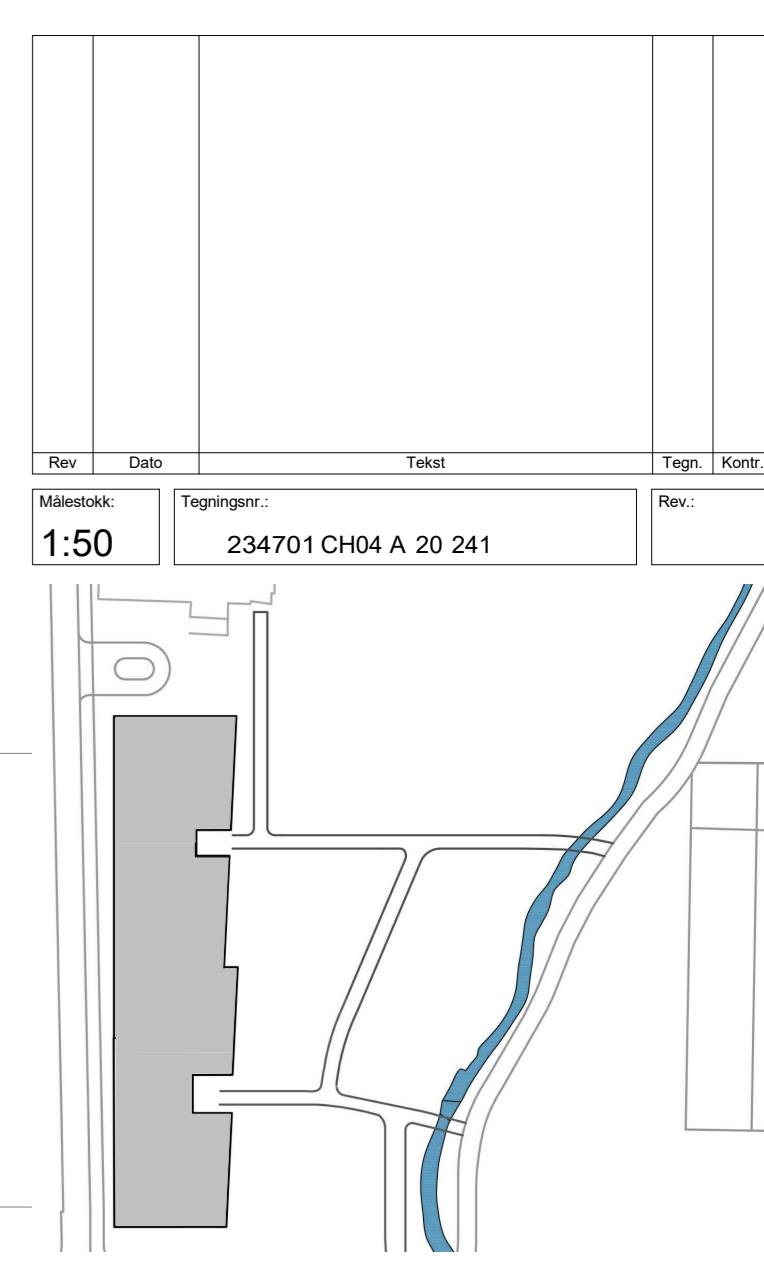 Rev Dato Tekst Tegn. Kontr.
Målestokk: Tegningsnr.: Rev.:
1:50 234701 CH04 A 20 241